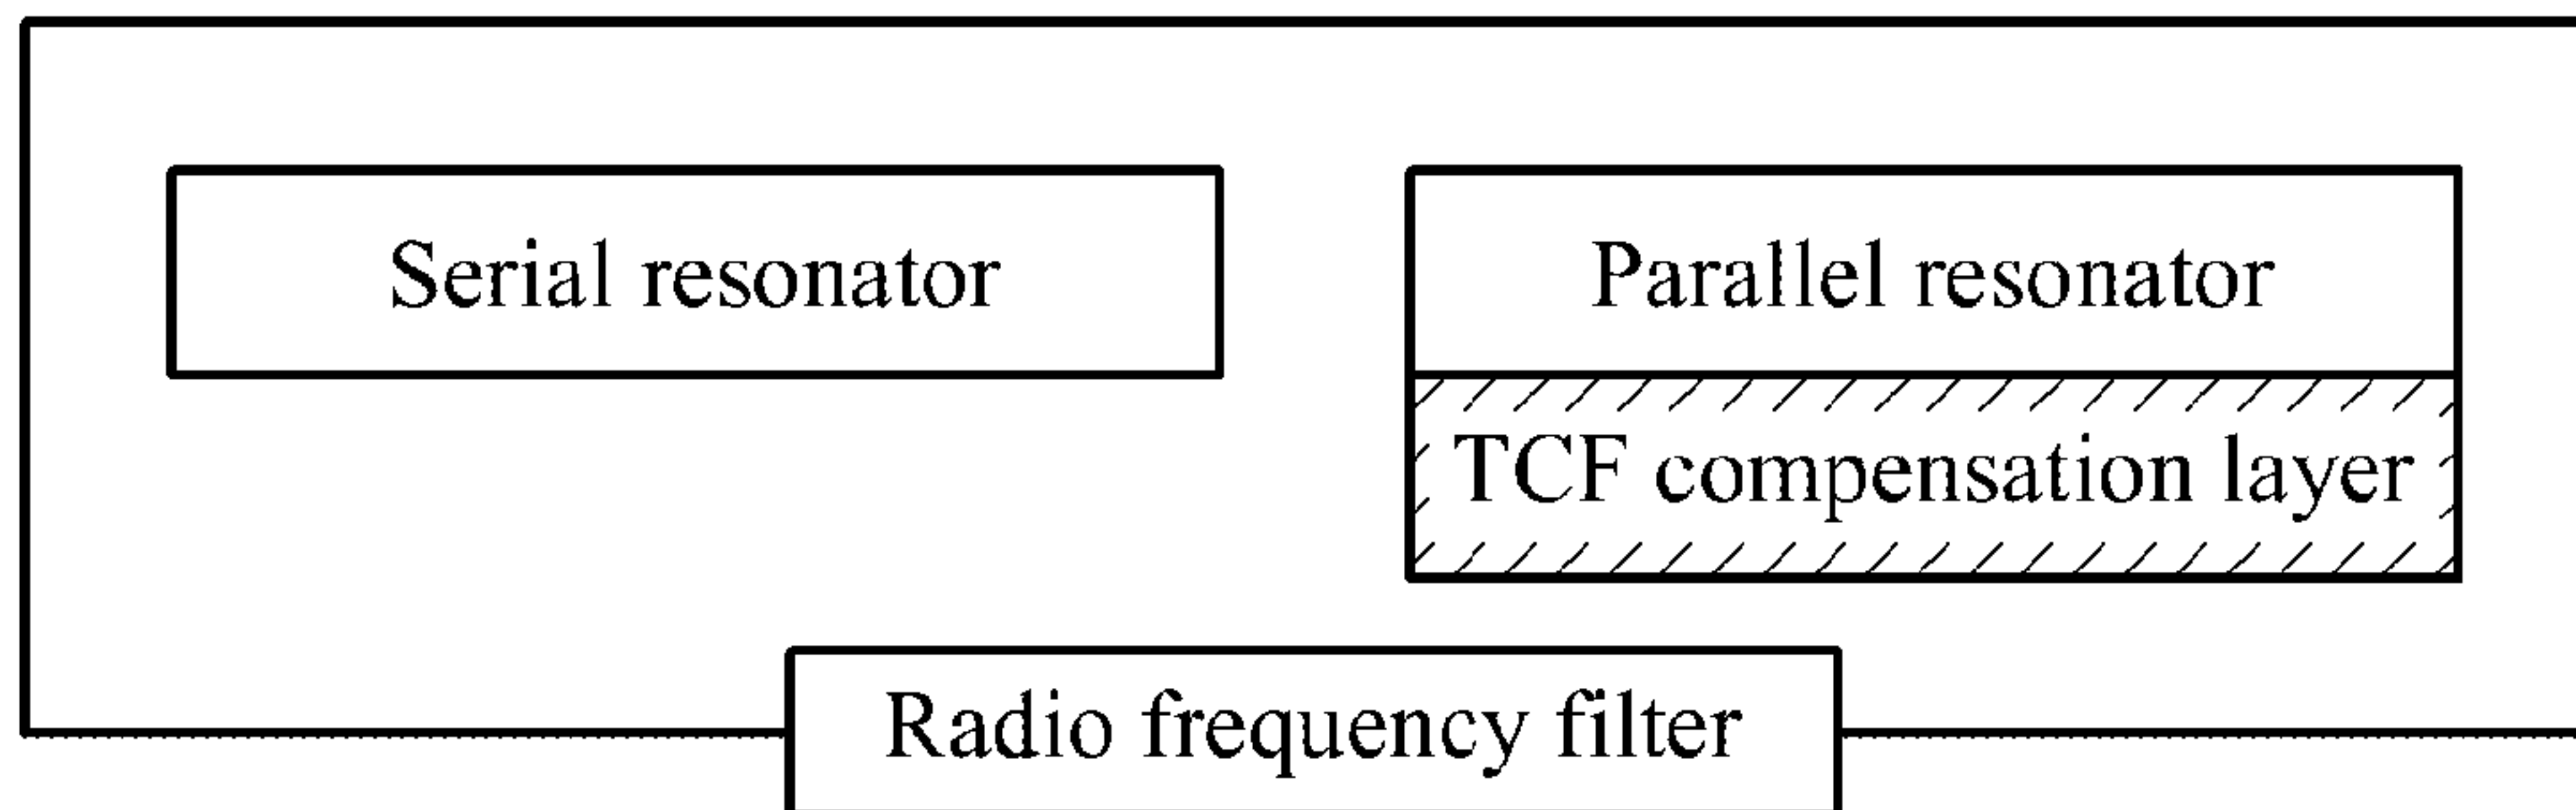 Serial resonator
Parallel resonator
TCF compensation layer
Radio frequency filter